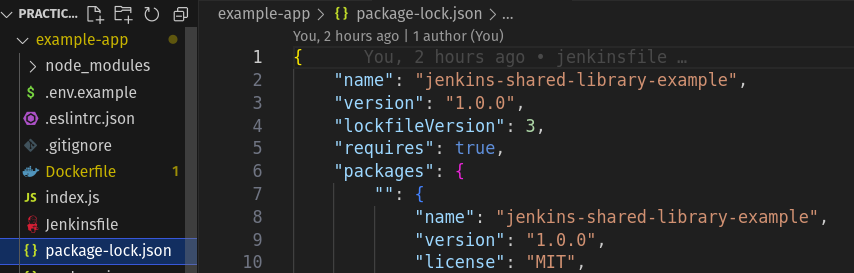 PRACTIC...
example-app
node_modules
.env.example
.eslintrc.json
.gitignore
Dockerfile 1
index.js
Jenkinsfile
package-lock.json
example-app > {} package-lock.json > ...
You, 2 hours ago | 1 author (You)
1 { You, 2 hours ago • jenkinsfile …
2 "name": "jenkins-shared-library-example",
3 "version": "1.0.0",
4 "lockfileVersion": 3,
5 "requires": true,
6 "packages": {
7 "": {
8 "name": "jenkins-shared-library-example",
9 "version": "1.0.0",
10 "license": "MIT",